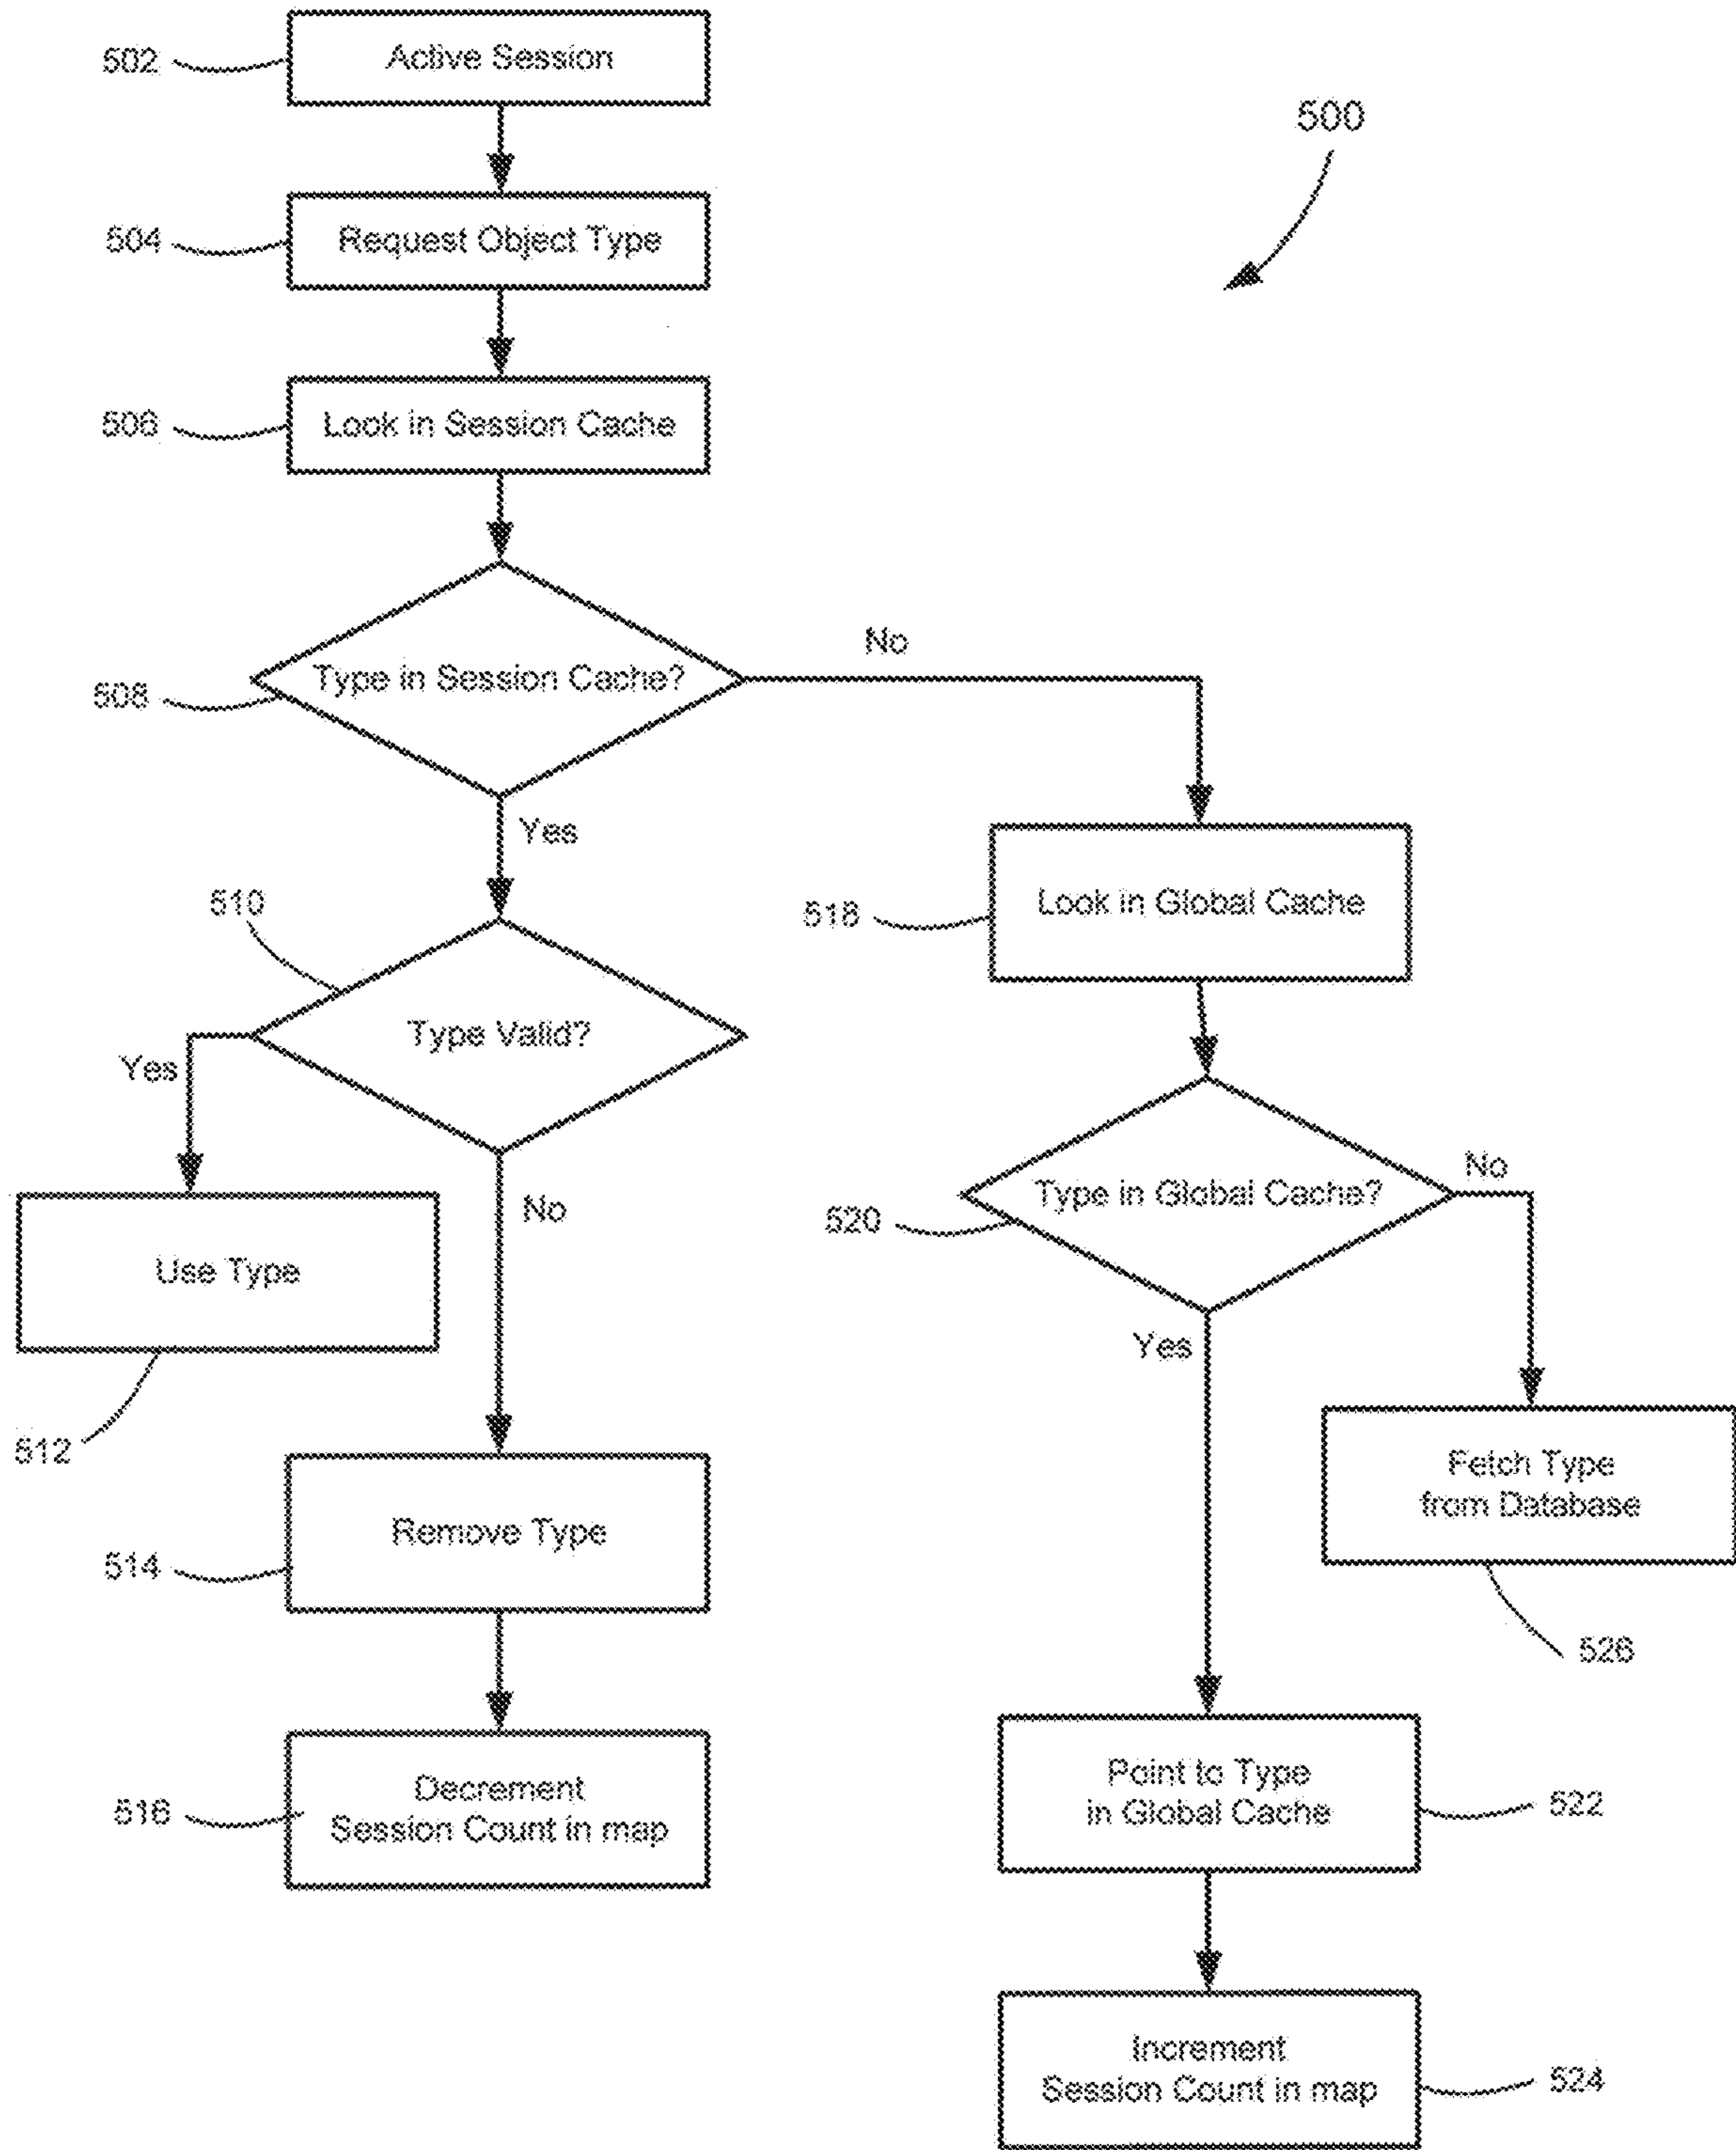 502
Active Session
500
504
Request Object Type
506
Look in Session Cache
508
Type in Session Cache?
No
Yes
518
Look in Global Cache
510
Type Valid?
Yes
No
520
Type in Global Cache?
No
Yes
Use Type
512
Fetch Type
from Database
526
514
Remove Type
516
Decrement
Session Count in map
Point to Type
in Global Cache
522
Increment
Session Count in map
524